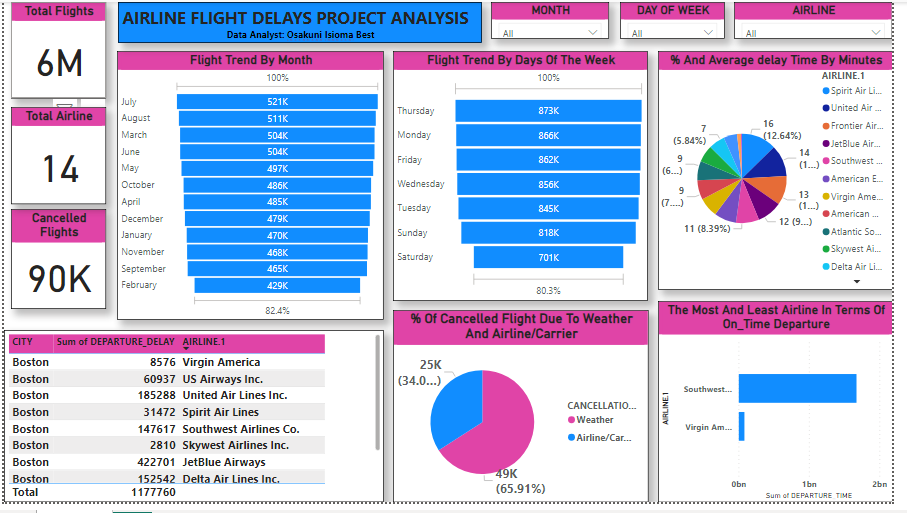 Total Flights
6M
Total Airline
14
Cancelled
Flights
90K
AIRLINE FLIGHT DELAYS PROJECT ANALYSIS
Data Analyst: Osakuni Isioma Best
MONTH
All
DAY OF WEEK
All
AIRLINE
All
Flight Trend By Month
100%
July 521K
August 511K
March 504K
June 504K
May 497K
October 486K
April 485K
December 479K
January 470K
November 468K
September 465K
February 429K
82.4%
Flight Trend By Days Of The Week
100%
Thursday 873K
Monday 866K
Friday 862K
Wednesday 856K
Tuesday 845K
Sunday 818K
Saturday 701K
80.3%
% And Average delay Time By Minutes
16
(12.64%)
14
(1...)
13
(1...)
12 (9...)
11 (8.39%)
9
(7....)
9
(6...)
7
(5.84%)
AIRLINE.1
Spirit Air Li...
United Air ...
Frontier Air...
JetBlue Air...
Southwest ...
American E...
Virgin Ame...
American ...
Atlantic So...
Skywest Ai...
Delta Air Li...
CITY Sum of DEPARTURE_DELAY AIRLINE.1
Boston 8576 Virgin America
Boston 60937 US Airways Inc.
Boston 185288 United Air Lines Inc.
Boston 31472 Spirit Air Lines
Boston 147617 Southwest Airlines Co.
Boston 2810 Skywest Airlines Inc.
Boston 422701 JetBlue Airways
Boston 152542 Delta Air Lines Inc.
Total 1177760
% Of Cancelled Flight Due To Weather
And Airline/Carrier
25K
(34.0...)
49K
(65.91%)
CANCELLATIO...
Weather
Airline/Car...
The Most And Least Airline In Terms Of
On_Time Departure
AIRLINE.1
Southwest...
Virgin Am...
0bn 1bn 2bn
Sum of DEPARTURE_TIME